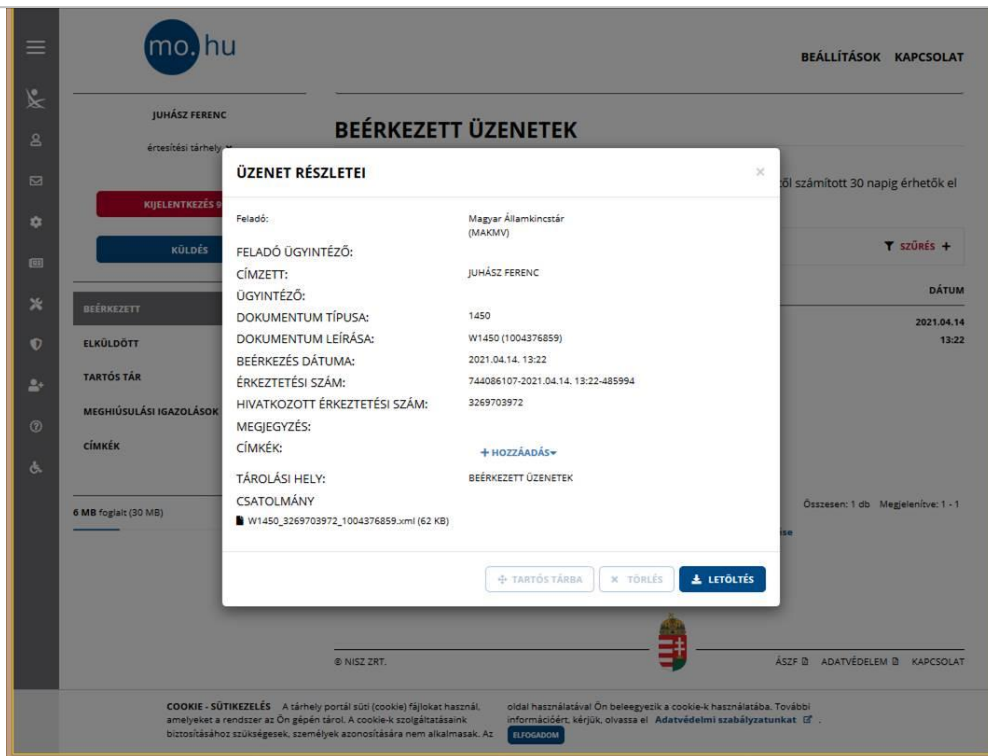 mo.hu
BEÁLLÍTÁSOK KAPCSOLAT
JUHÁSZ FERENC
értesítési tárhely
KIJELENTKEZÉS
KÜLDÉS
BEÉRKEZETT
ELKÜLDÖTT
TARTÓS TÁR
MEGHIÚSULÁSI IGAZOLÁSOK
CÍMKÉK
6 MB foglalt (30 MB)
BEÉRKEZETT ÜZENETEK
től számított 30 napig érhetők el
SZŰRÉS +
DÁTUM
2021.04.14
13:22
ÜZENET RÉSZLETEI ×
Feladó: Magyar Államkincstár
(MAKMV)
FELADÓ ÜGYINTÉZŐ:
CÍMZETT: JUHÁSZ FERENC
ÜGYINTÉZŐ:
DOKUMENTUM TÍPUSA: 1450
DOKUMENTUM LEÍRÁSA: W1450 (1004376859)
BEÉRKEZÉS DÁTUMA: 2021.04.14. 13:22
ÉRKEZTETÉSI SZÁM: 744086107-2021.04.14. 13:22-485994
HIVATKOZOTT ÉRKEZTETÉSI SZÁM: 3269703972
MEGJEGYZÉS:
CÍMKÉK: + HOZZÁADÁS
TÁROLÁSI HELY: BEÉRKEZETT ÜZENETEK
CSATOLMÁNY
W1450_3269703972_1004376859.xml (62 KB)
TARTÓS TÁRBA × TÖRLÉS LETÖLTÉS
Összesen: 1 db Megjelenítve: 1 - 1
© NISZ ZRT.
ÁSZF ADATVÉDELEM KAPCSOLAT
COOKIE - SÜTIKEZELÉS A tárhely portál süti (cookie) fájlokat használ,
amelyeket a rendszer az Ön gépén tárol. A cookie-k szolgáltatásaink
biztosításához szükségesek, személyek azonosítására nem alkalmasak. Az
oldal használatával Ön beleegyezik a cookie-k használatába. További
információért, kérjük, olvassa el Adatvédelmi szabályzatunkat .
ELFOGADOM